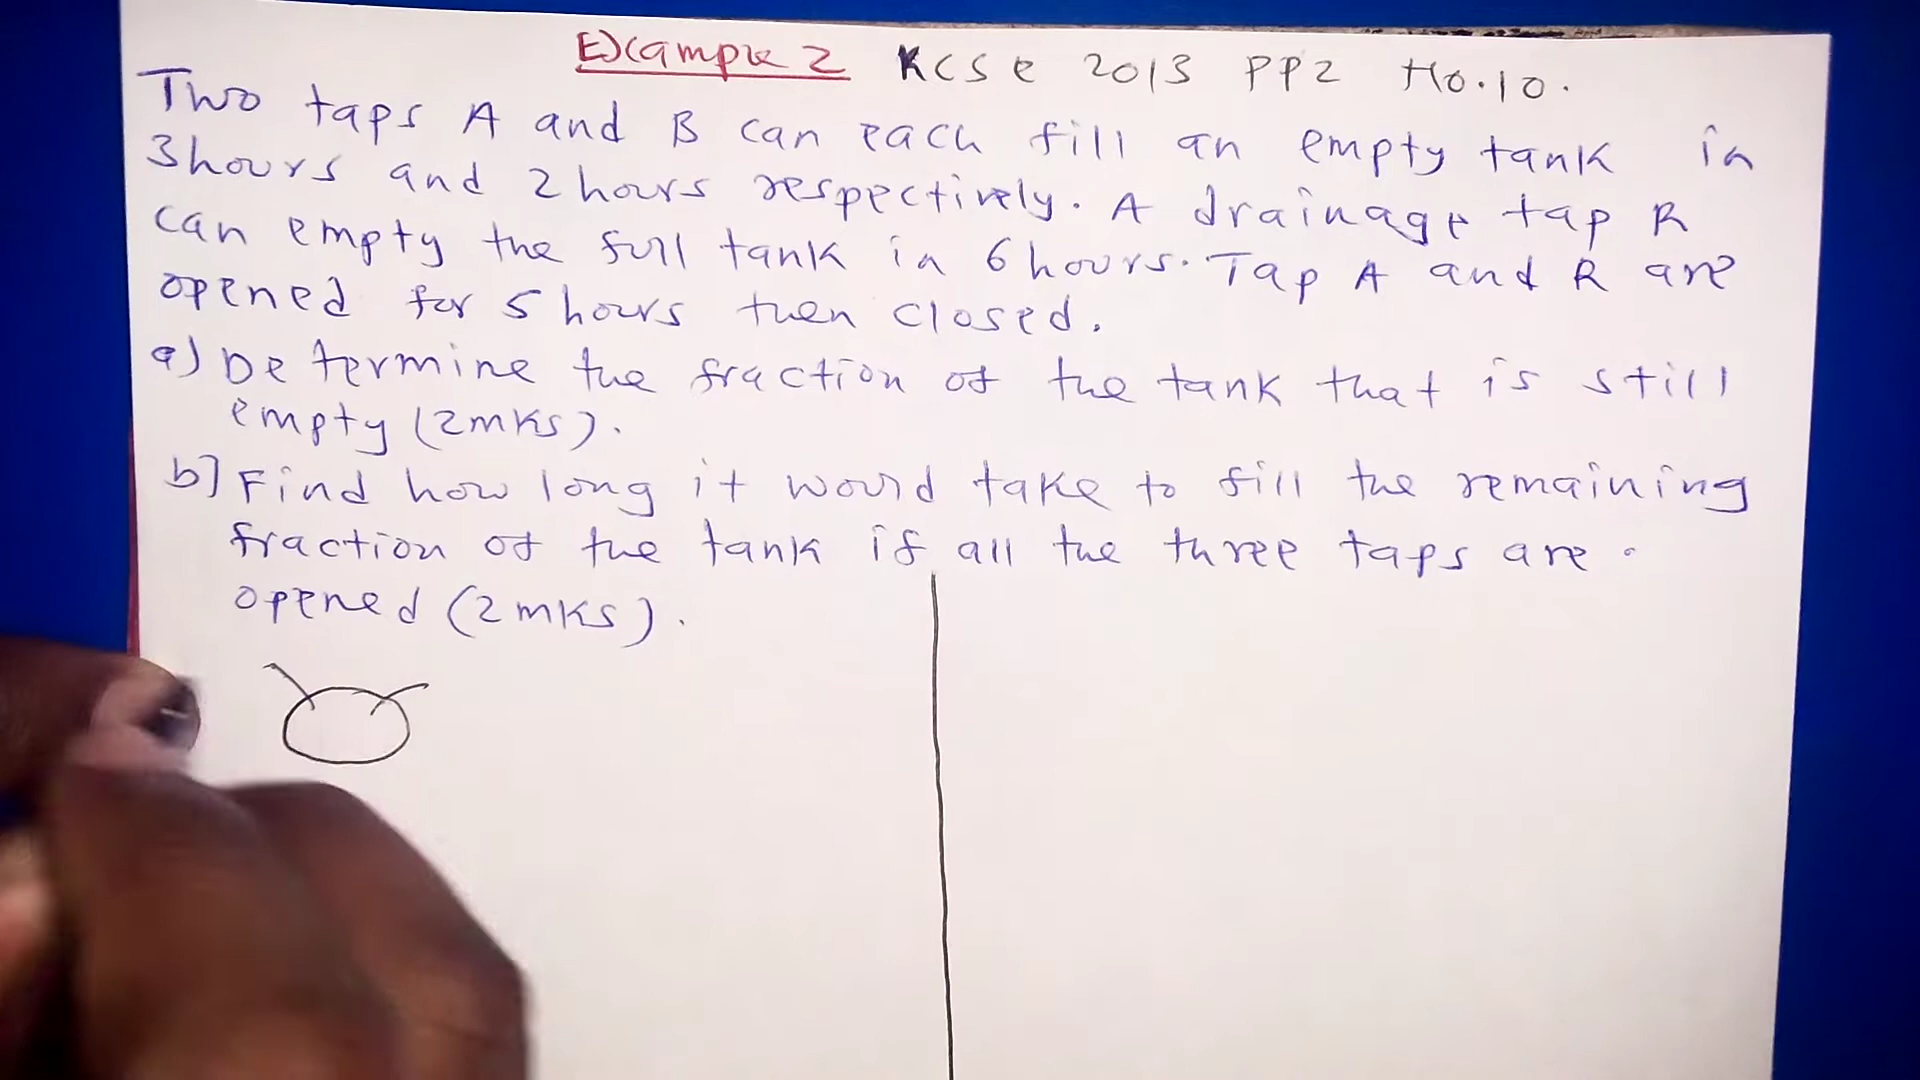 Example 2 KCSE 2013 PP2 No.10.
Two taps A and B can each fill an empty tank in
3hours and 2hours respectively. A drainage tap R
can empty the full tank in 6hours. Tap A and R are
opened for 5hours then closed.
a) Determine the fraction of the tank that is still
empty (2mks).
b] Find how long it would take to fill the remaining
fraction of the tank if all the three taps are
opened (2mks).